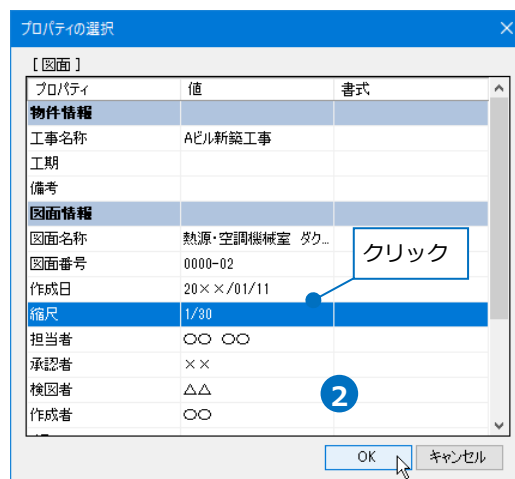 プロパティの選択
[図面]
プロパティ 値 書式
物件情報
工事名称 Aビル新築工事
工期
備考
図面情報
図面名称 熱源・空調機械室 ダク...
クリック
図面番号 0000-02
作成日 20××/01/11
縮尺 1/30
担当者 〇〇 〇〇
承認者 ××
検図者 △△
2
作成者 〇〇
OK キャンセル